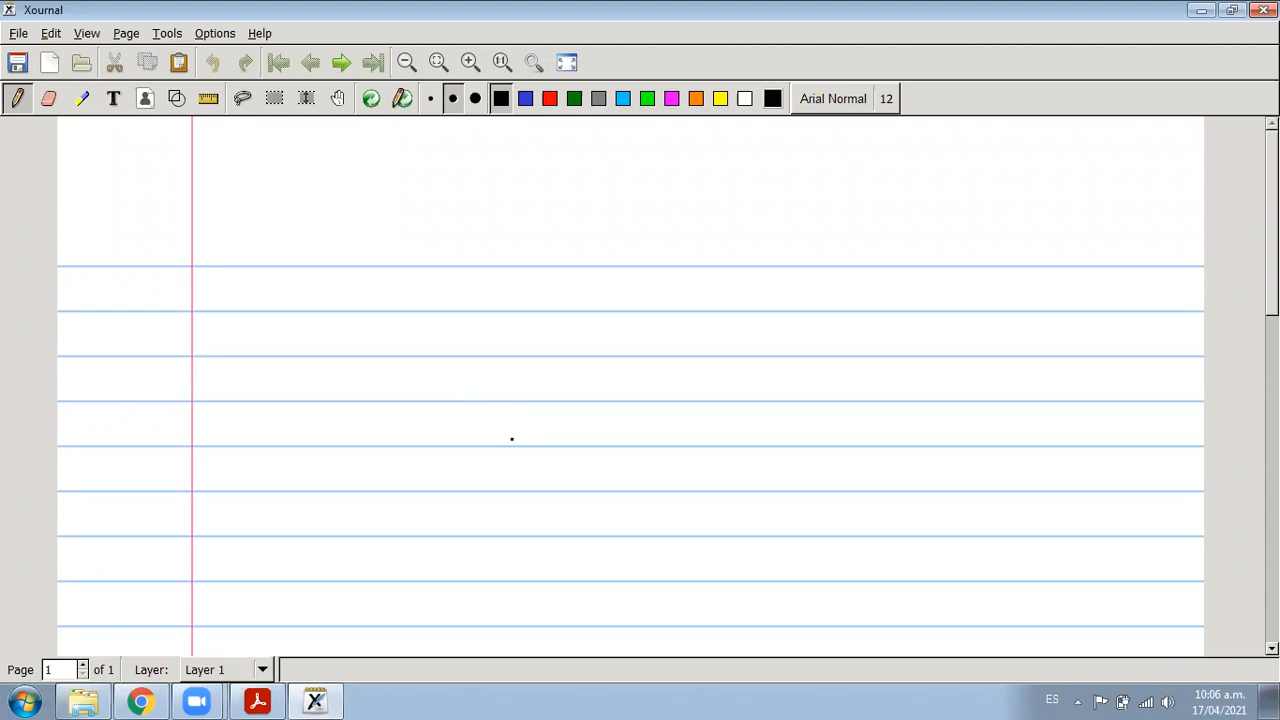 Xournal
File Edit View Page Tools Options Help
Arial Normal 12
Page 1 of 1 Layer: Layer 1
ES
10:06 a.m.
17/04/2021